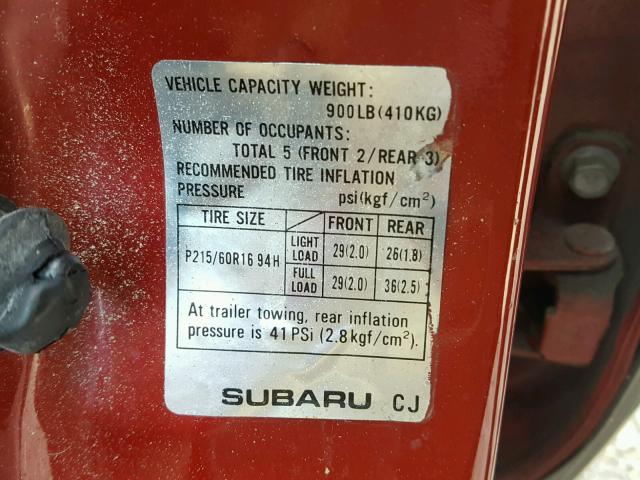 VEHICLE CAPACITY WEIGHT:
900LB(410KG)
NUMBER OF OCCUPANTS:
TOTAL 5 (FRONT 2/REAR 3)
RECOMMENDED TIRE INFLATION
PRESSURE psi(kgf/cm²)
TIRE SIZE FRONT REAR
P215/60R16 94H LIGHT LOAD 29(2.0) 26(1.8)
FULL LOAD 29(2.0) 36(2.5)
At trailer towing, rear inflation
pressure is 41 PSi (2.8kgf/cm²).
SUBARU CJ